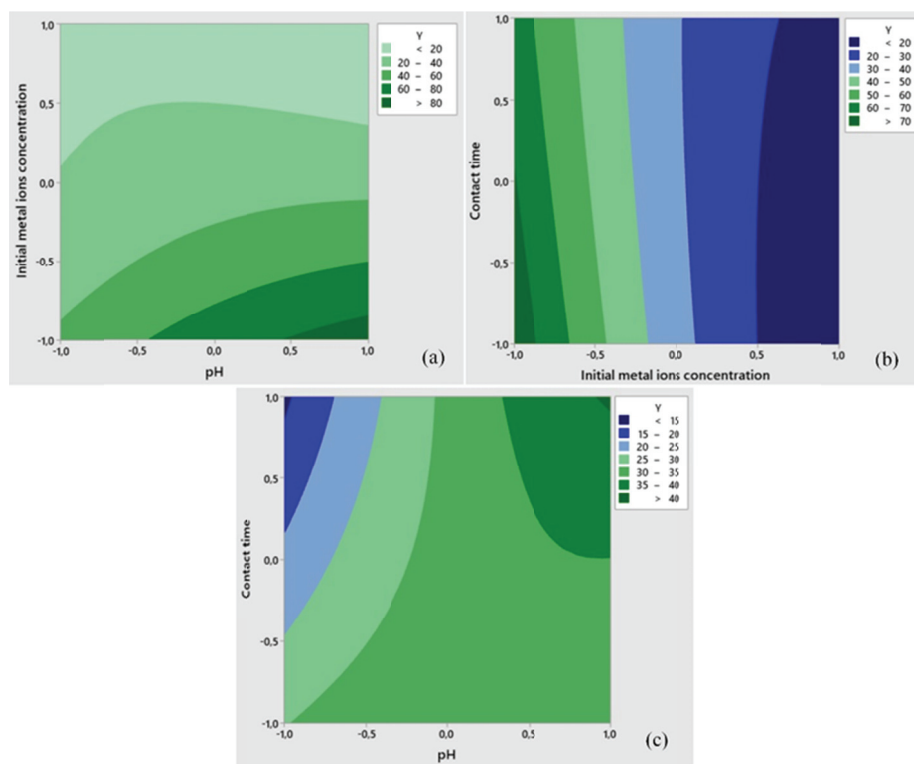 1,0
0,5
0,0
-0,5
-1,0
Initial metal ions concentration
-1,0 -0,5 0,0 0,5 1,0
pH
(a)
Y
< 20
20 – 40
40 – 60
60 – 80
> 80
1,0
0,5
0,0
-0,5
-1,0
Contact time
-1,0 -0,5 0,0 0,5 1,0
Initial metal ions concentration
(b)
Y
< 20
20 – 30
30 – 40
40 – 50
50 – 60
60 – 70
> 70
1,0
0,5
0,0
-0,5
-1,0
Contact time
-1,0 -0,5 0,0 0,5 1,0
pH
(c)
Y
< 15
15 – 20
20 – 25
25 – 30
30 – 35
35 – 40
> 40